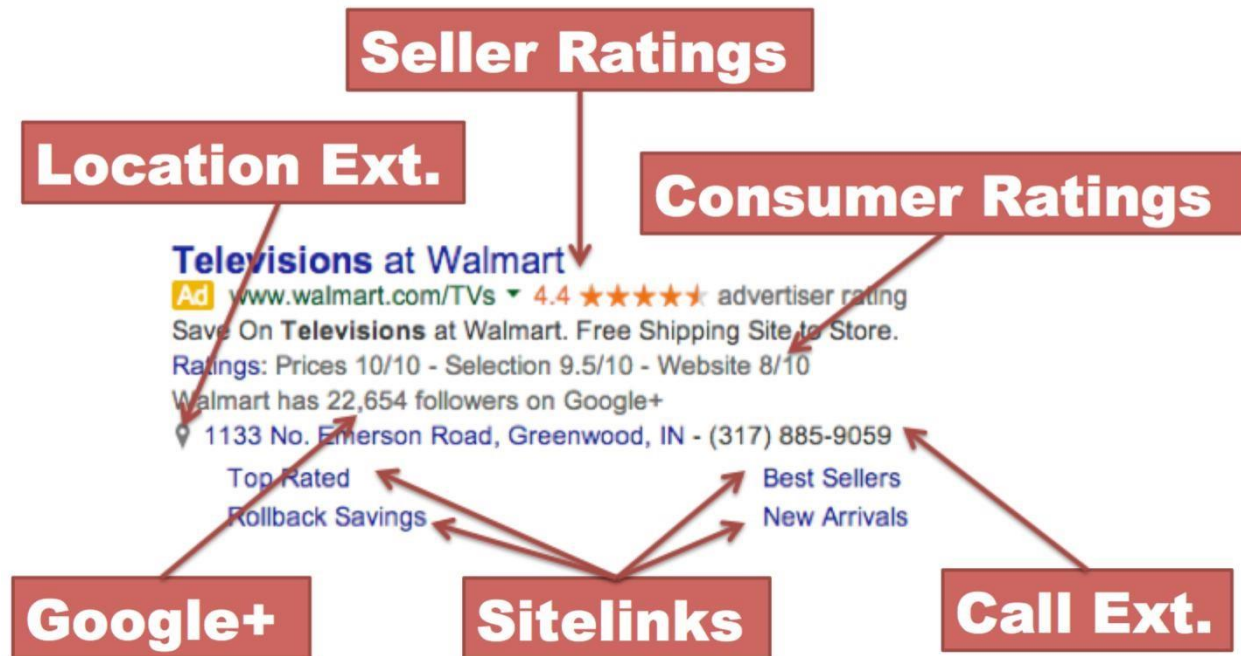 Seller Ratings
Location Ext.
Consumer Ratings
Televisions at Walmart
Ad www.walmart.com/TVs 4.4 ★★★★★ advertiser rating
Save On Televisions at Walmart. Free Shipping Site to Store.
Ratings: Prices 10/10 - Selection 9.5/10 - Website 8/10
Walmart has 22,654 followers on Google+
1133 No. Emerson Road, Greenwood, IN - (317) 885-9059
Top Rated Best Sellers
Rollback Savings New Arrivals
Google+ Sitelinks Call Ext.